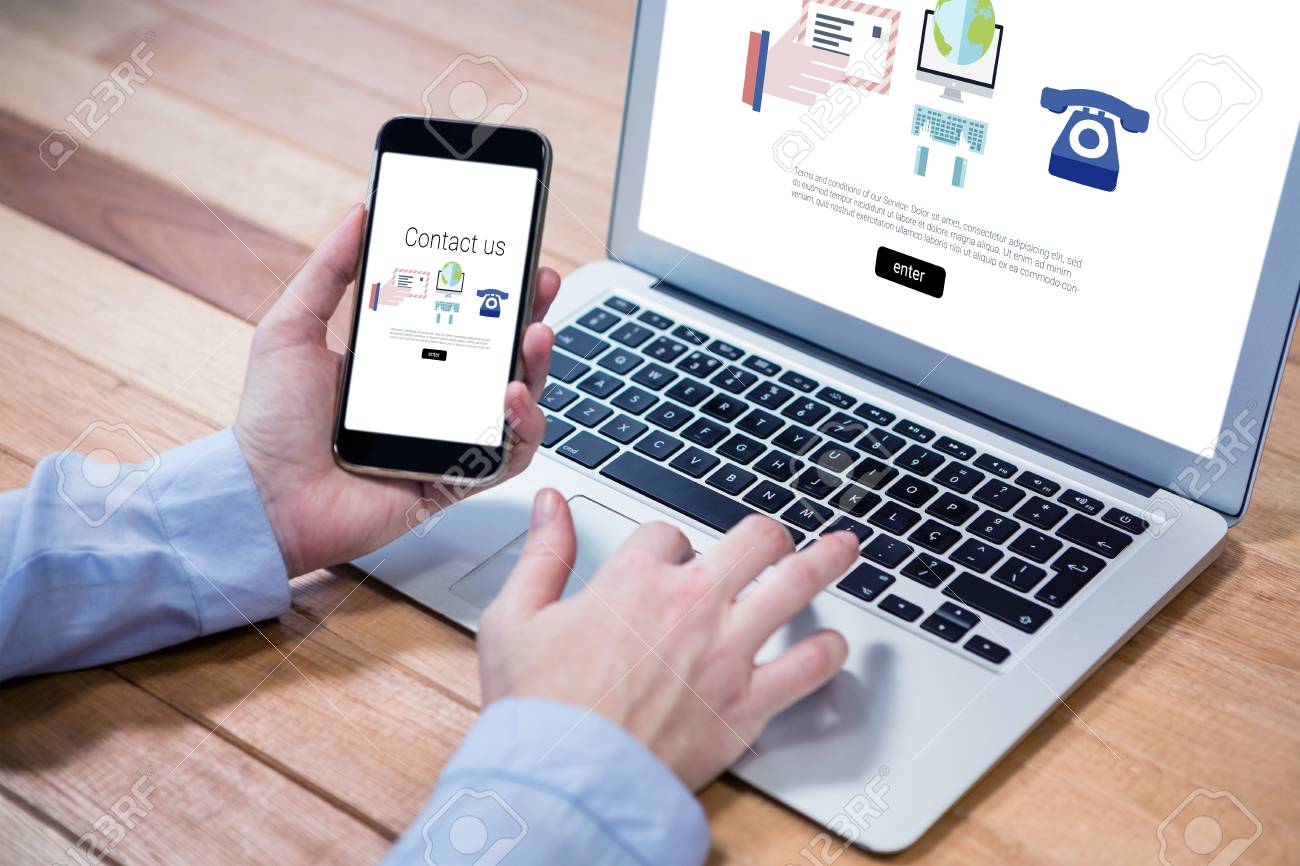 Contact us
enter
Terms and conditions of our Service: Dolor sit amet, consectetur adipisicing elit, sed
do eiusmod tempor incididunt ut labore et dolore magna aliqua. Ut enim ad minim
veniam, quis nostrud exercitation ullamco laboris nisi ut aliquip ex ea commodo con-
enter
cmd
123RF